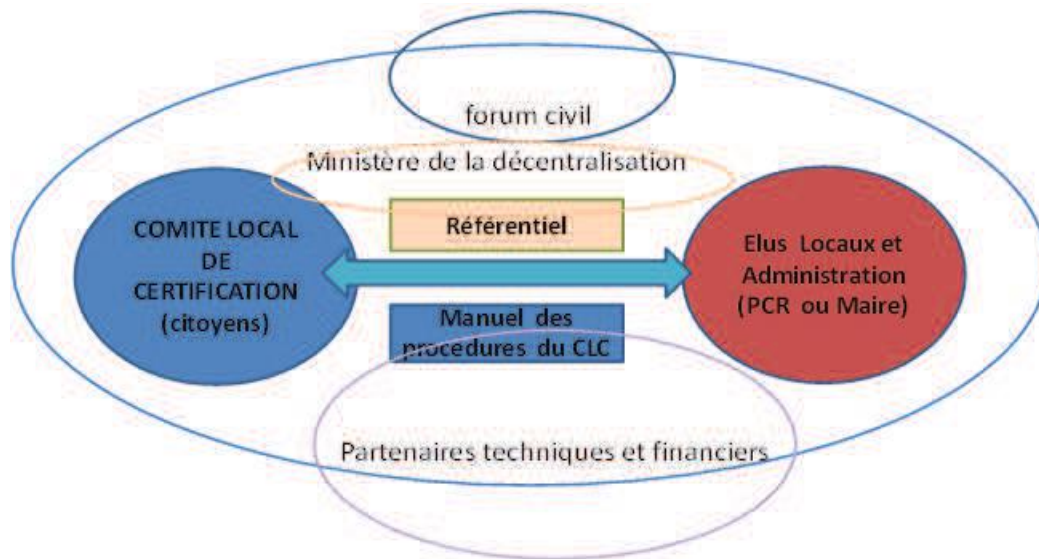 forum civil
Ministère de la décentralisation
COMITE LOCAL
DE
CERTIFICATION
(citoyens)
Référentiel
Manuel des
procédures du CLC
Elus Locaux et
Administration
(PCR ou Maire)
Partenaires techniques et financiers